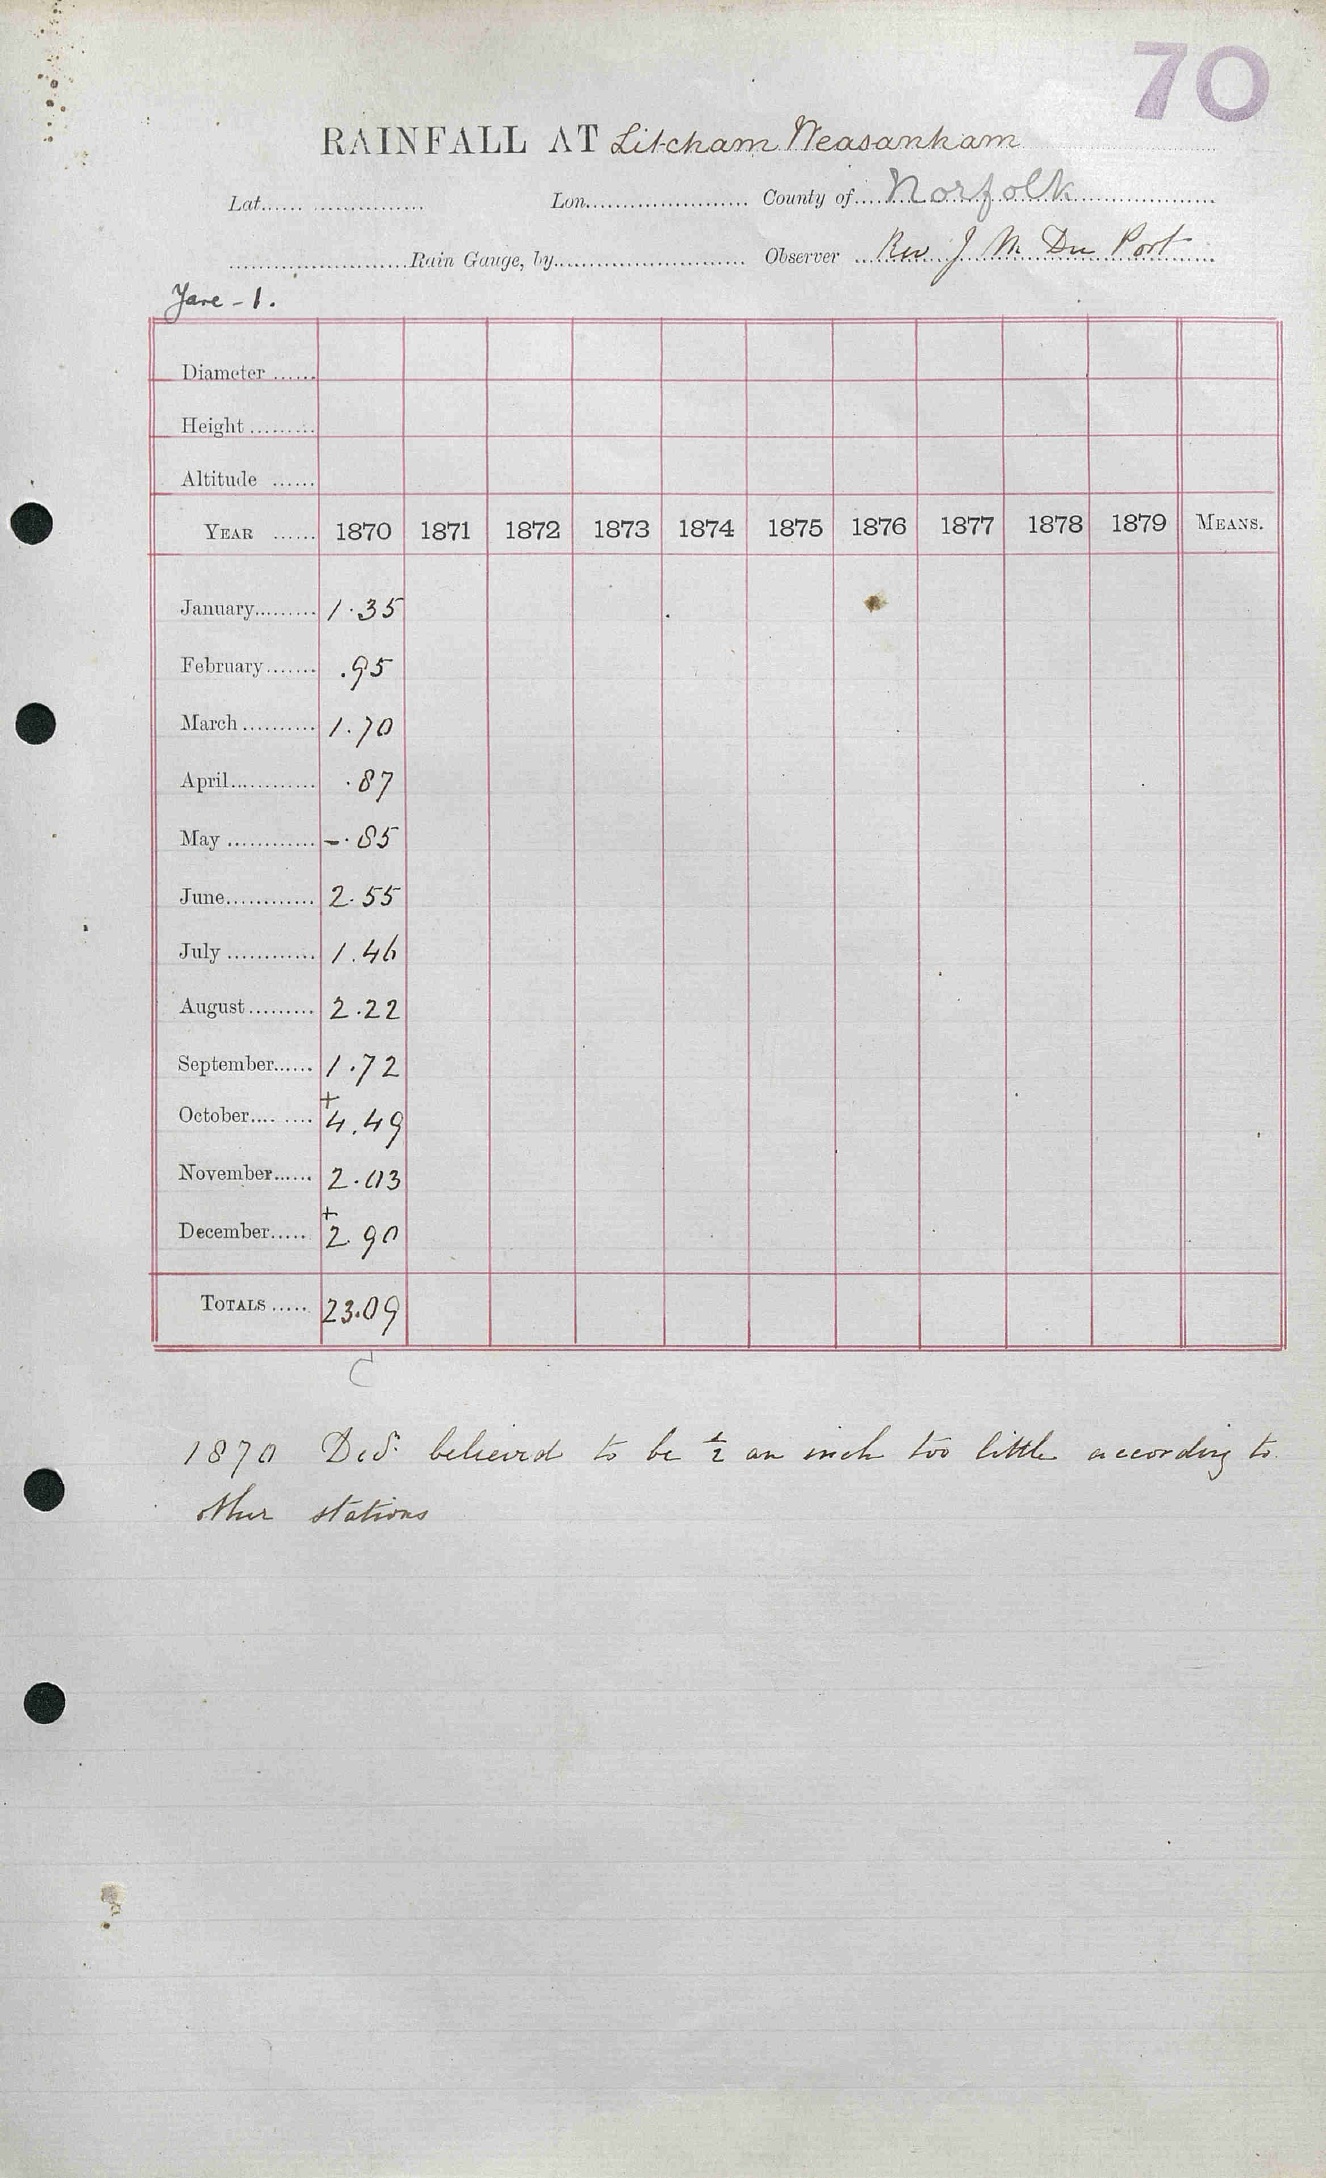 70
RAINFALL AT Litcham Weasanham
Lat. Lon. County of Norfolk
Rain Gauge, by Observer Rev J M Du Port
Yare - 1.
Diameter
Height
Altitude
YEAR 1870 1871 1872 1873 1874 1875 1876 1877 1878 1879 MEANS.
January 1.35
February .95
March 1.70
April .87
May -.85
June 2.55
July 1.46
August 2.22
September 1.72
October +4.49
November 2.03
December +2.90
TOTALS 23.09
C
1870 Decr. believed to be ½ an inch too little according to
other stations